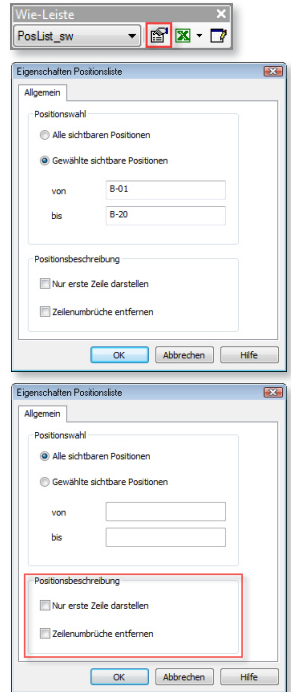 Wie-Leiste
PosList_sw
Eigenschaften Positionsliste
Allgemein
Positionswahl
Alle sichtbaren Positionen
Gewählte sichtbare Positionen
von B-01
bis B-20
Positionsbeschreibung
Nur erste Zeile darstellen
Zeilenumbrüche entfernen
OK Abbrechen Hilfe
Eigenschaften Positionsliste
Allgemein
Positionswahl
Alle sichtbaren Positionen
Gewählte sichtbare Positionen
von
bis
Positionsbeschreibung
Nur erste Zeile darstellen
Zeilenumbrüche entfernen
OK Abbrechen Hilfe